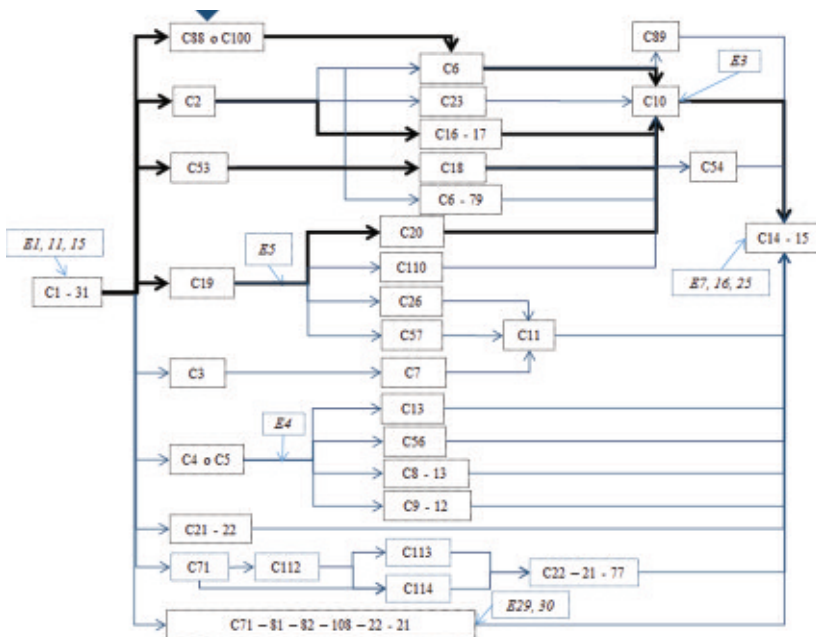 C88 o C100
C89
C6
E3
C2
C23
C10
C16 - 17
C53
C18
C54
C6 - 79
E1, 11, 15
C20
E5
C14 - 15
C110
C1 - 31
C19
E7, 16, 25
C26
C57
C11
C3
C7
C13
E4
C56
C4 o C5
C8 - 13
C9 - 12
C21 - 22
C113
C71
C112
C22 – 21 - 77
C114
E29, 30
C71 – 81 – 82 – 108 – 22 - 21